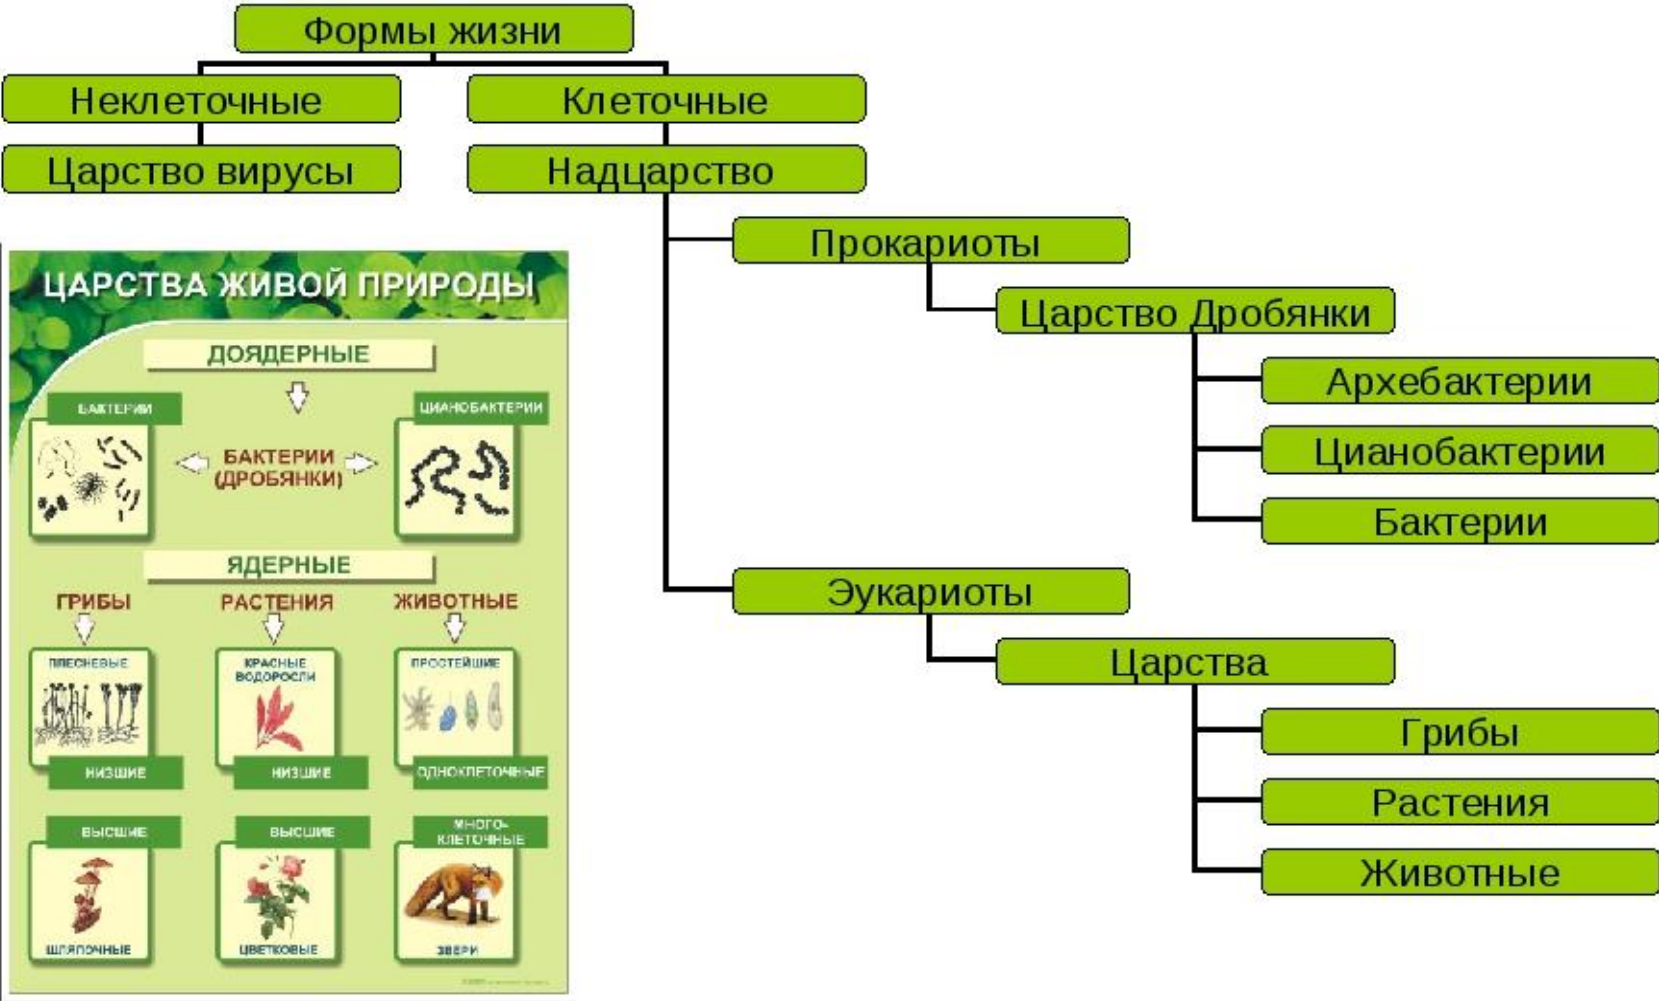 Формы жизни
Неклеточные
Клеточные
Царство вирусы
Надцарство
Прокариоты
Царство Дробянки
Архебактерии
Цианобактерии
Бактерии
Эукариоты
Царства
Грибы
Растения
Животные
ЦАРСТВА ЖИВОЙ ПРИРОДЫ
ДОЯДЕРНЫЕ
БАКТЕРИИ
ЦИАНОБАКТЕРИИ
БАКТЕРИИ
(ДРОБЯНКИ)
ЯДЕРНЫЕ
ГРИБЫ
РАСТЕНИЯ
ЖИВОТНЫЕ
ПЛЕСНЕВЫЕ
КРАСНЫЕ
ВОДОРОСЛИ
ПРОСТЕЙШИЕ
НИЗШИЕ
НИЗШИЕ
ОДНОКЛЕТОЧНЫЕ
ВЫСШИЕ
ВЫСШИЕ
МНОГО-
КЛЕТОЧНЫЕ
ШЛЯПОЧНЫЕ
ЦВЕТКОВЫЕ
ЗВЕРИ